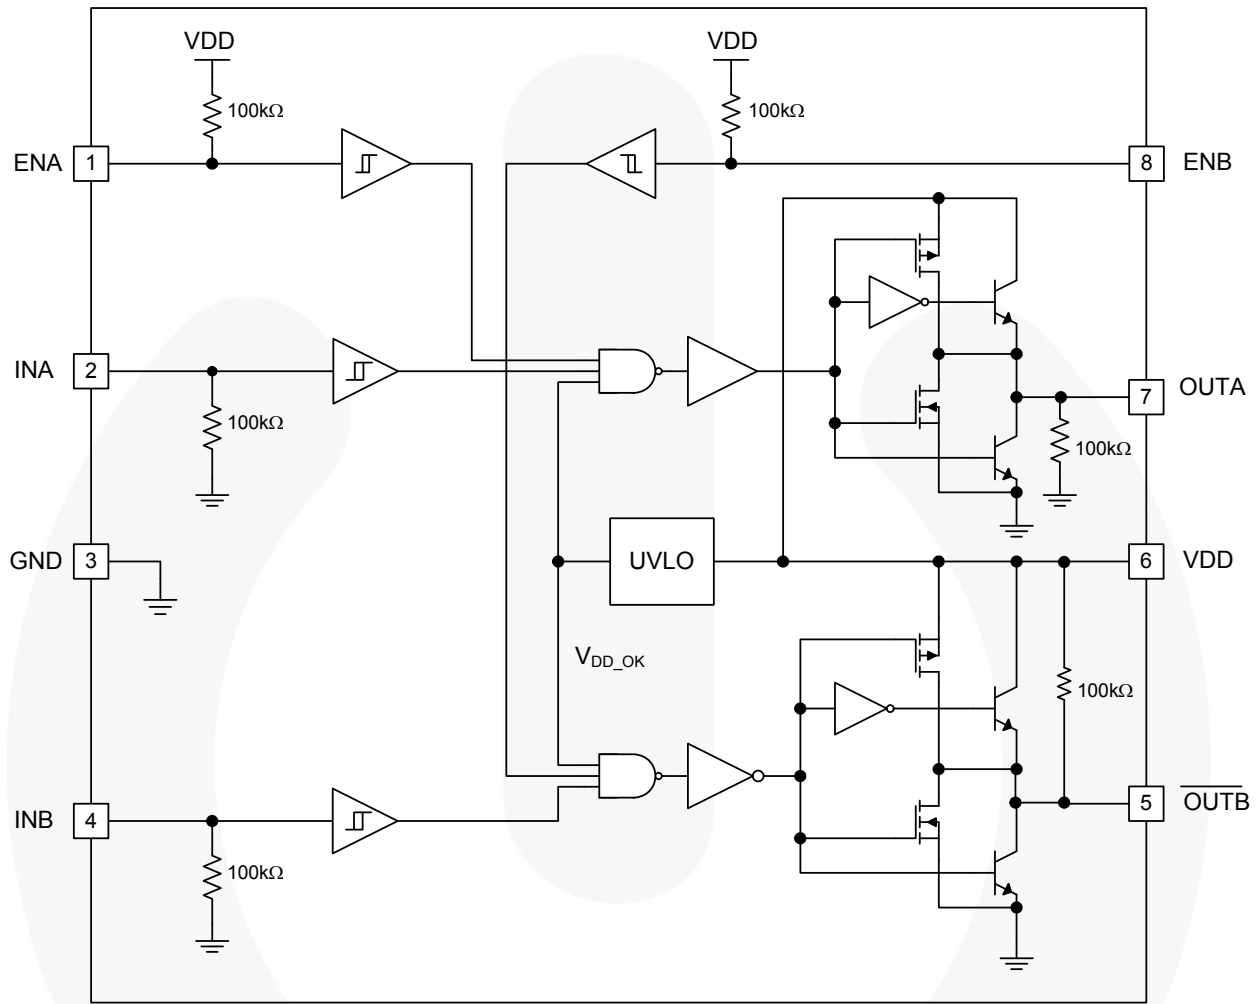 VDD
VDD
100kΩ
100kΩ
ENA
1
8
ENB
INA
2
7
OUTA
100kΩ
100kΩ
GND
3
UVLO
6
VDD
VDD_OK
100kΩ
INB
4
5
OUTB
100kΩ